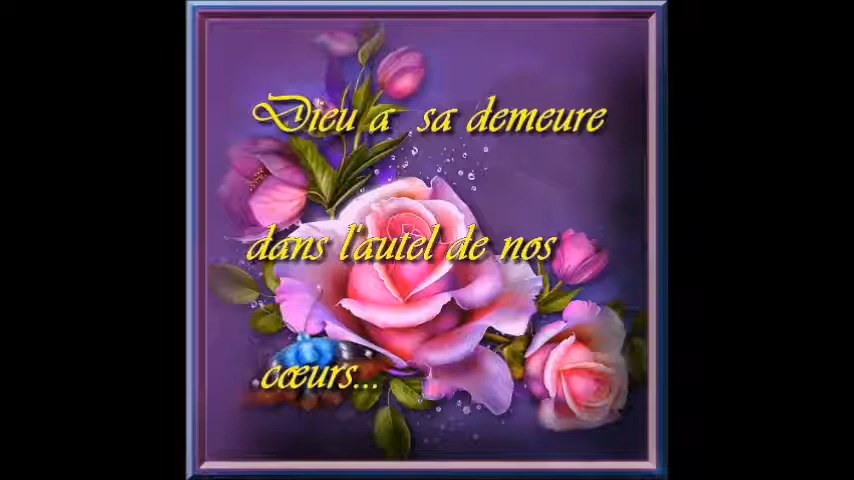 Dieu a sa demeure
dans l'autel de nos
cœurs...